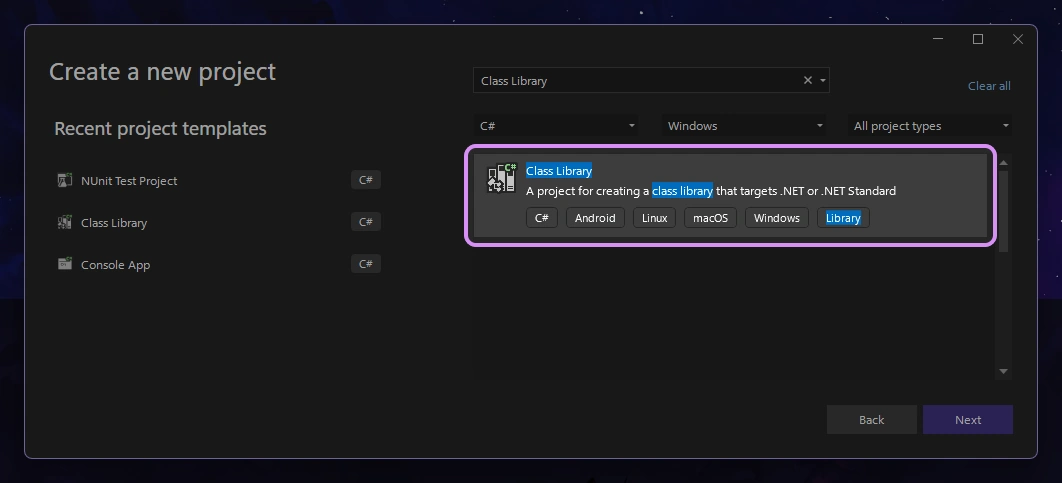 Create a new project
Class Library
Clear all
Recent project templates
C#
Windows
All project types
NUnit Test Project
C#
Class Library
C#
Console App
C#
C#
Class Library
A project for creating a class library that targets .NET or .NET Standard
C# Android Linux macOS Windows Library
Back
Next